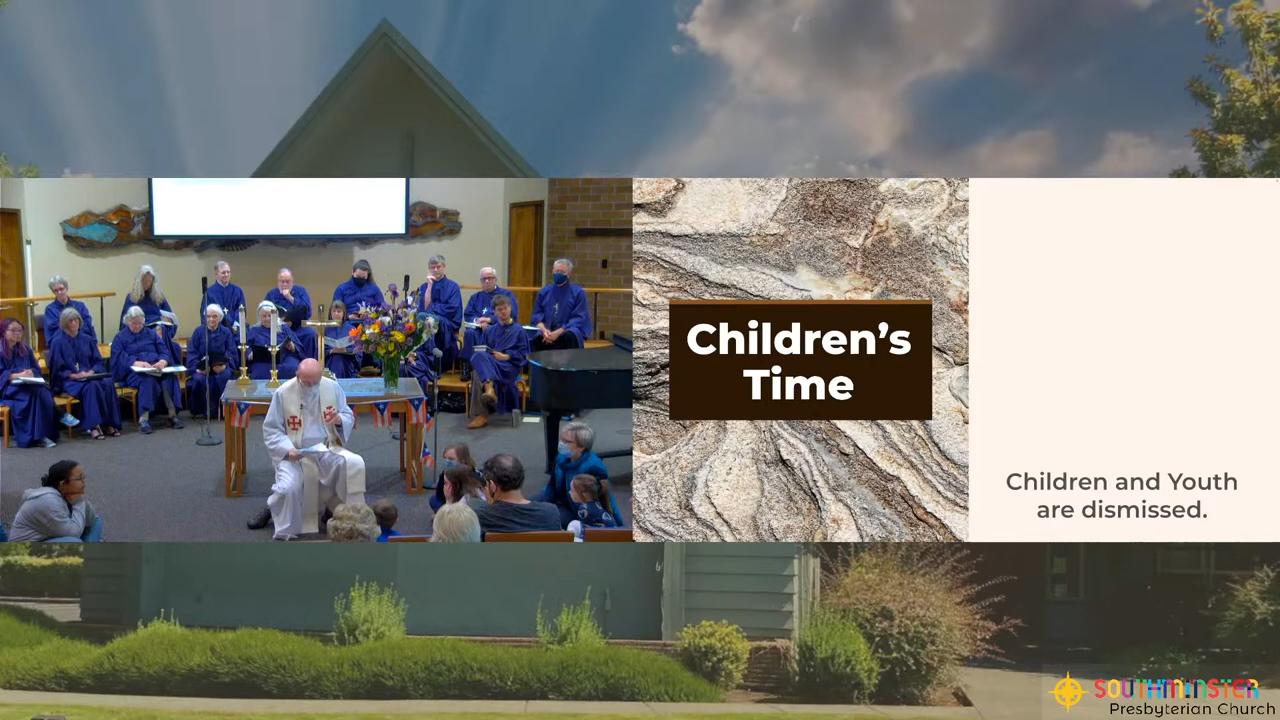 Children's
Time
Children and Youth
are dismissed.
SOUTHMINSTER
Presbyterian Church